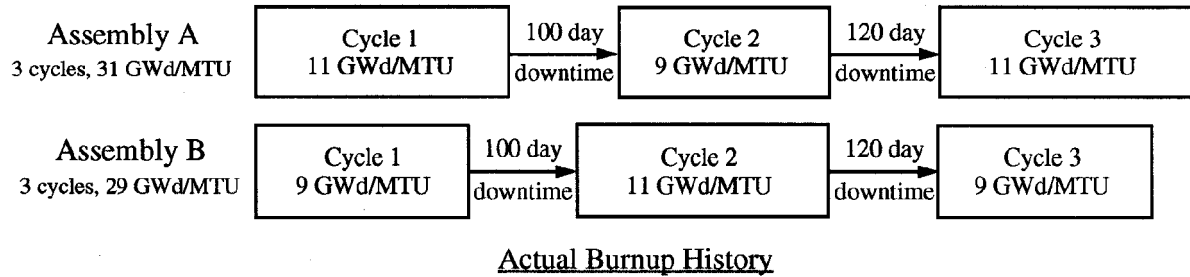 Assembly A
3 cycles, 31 GWd/MTU
Cycle 1
11 GWd/MTU
100 day
downtime
Cycle 2
9 GWd/MTU
120 day
downtime
Cycle 3
11 GWd/MTU
Assembly B
3 cycles, 29 GWd/MTU
Cycle 1
9 GWd/MTU
100 day
downtime
Cycle 2
11 GWd/MTU
120 day
downtime
Cycle 3
9 GWd/MTU
Actual Burnup History